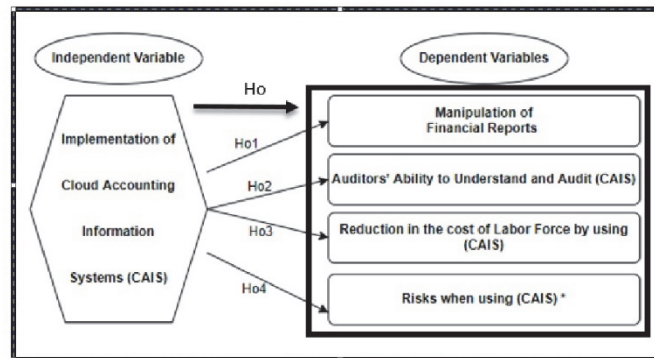 Independent Variable
Dependent Variables
Ho
Implementation of
Cloud Accounting
Information
Systems (CAIS)
Ho1
Ho2
Ho3
Ho4
Manipulation of
Financial Reports
Auditors' Ability to Understand and Audit (CAIS)
Reduction in the cost of Labor Force by using
(CAIS)
Risks when using (CAIS) *